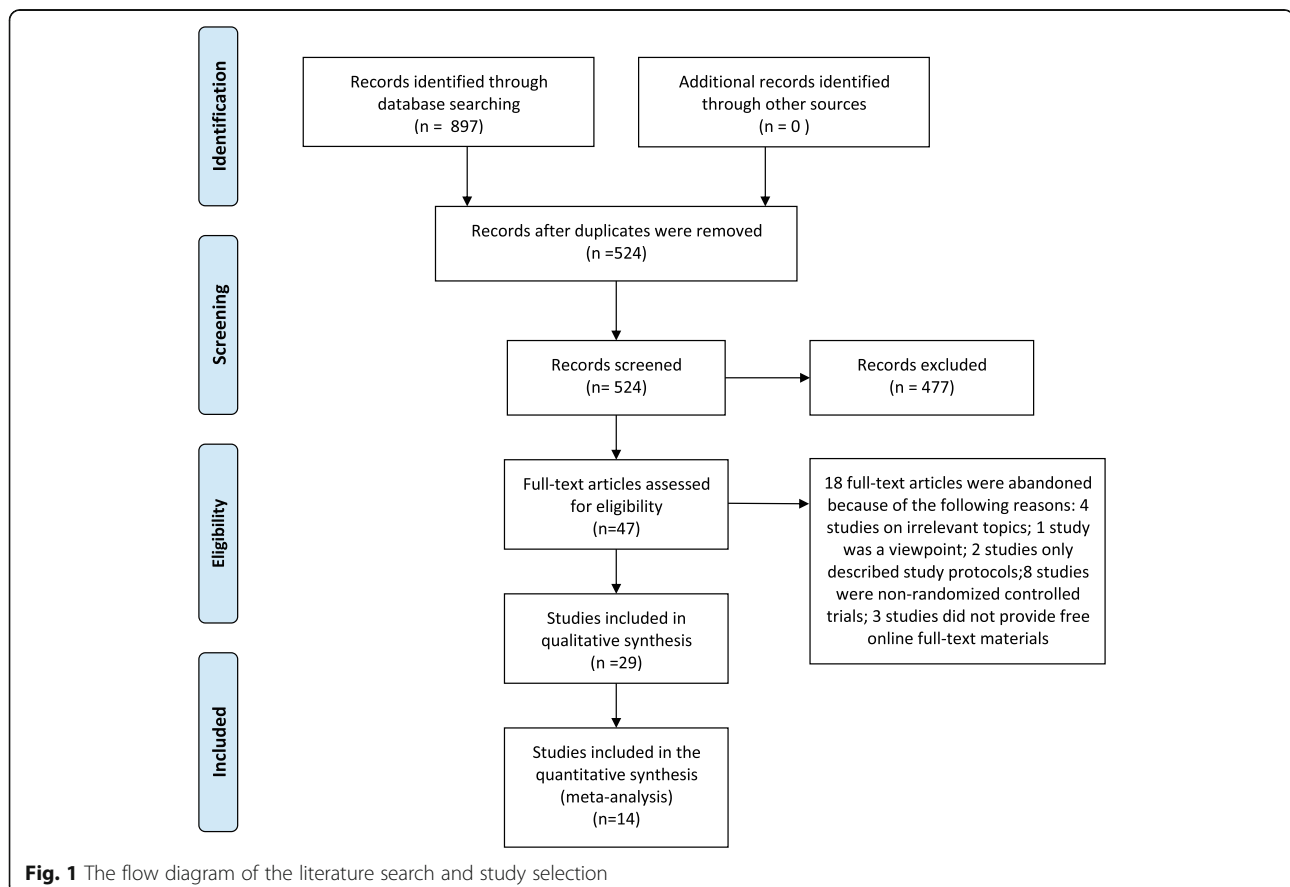 Identification
Records identified through
database searching
(n = 897)
Additional records identified
through other sources
(n = 0 )
Records after duplicates were removed
(n =524)
Screening
Records screened
(n= 524)
Records excluded
(n = 477)
Eligibility
Full-text articles assessed
for eligibility
(n=47)
18 full-text articles were abandoned
because of the following reasons: 4
studies on irrelevant topics; 1 study
was a viewpoint; 2 studies only
described study protocols;8 studies
were non-randomized controlled
trials; 3 studies did not provide free
online full-text materials
Studies included in
qualitative synthesis
(n =29)
Included
Studies included in the
quantitative synthesis
(meta-analysis)
(n=14)
Fig. 1 The flow diagram of the literature search and study selection